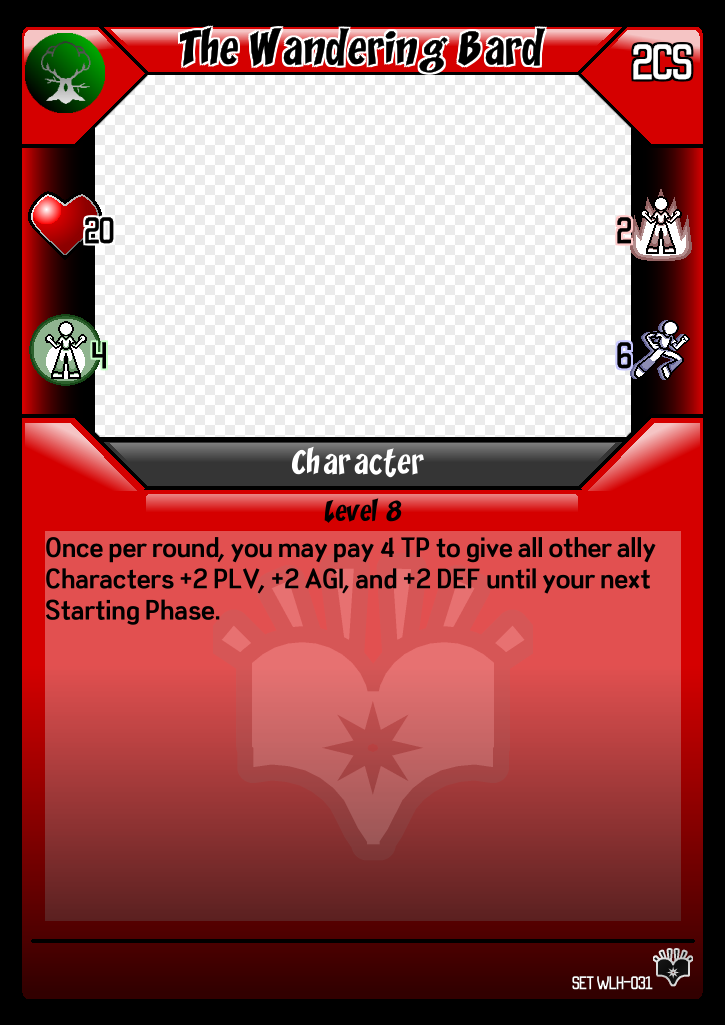 The Wandering Bard
2CS
20
2
4
6
Character
Level 8
Once per round, you may pay 4 TP to give all other ally
Characters +2 PLV, +2 AGI, and +2 DEF until your next
Starting Phase.
SET WLH-031